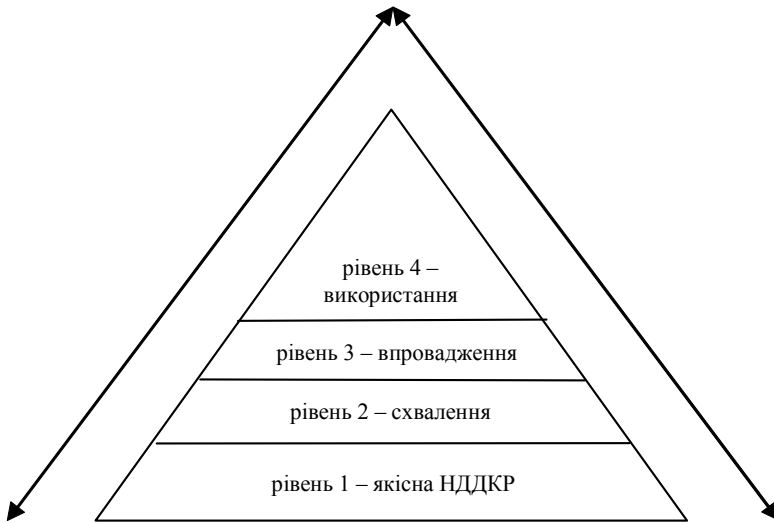 рівень 4 –
використання
рівень 3 – впровадження
рівень 2 – схвалення
рівень 1 – якісна НДДКР